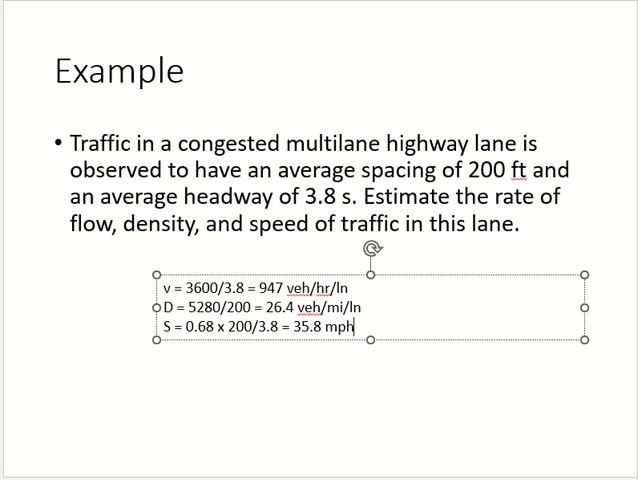 Example
• Traffic in a congested multilane highway lane is
observed to have an average spacing of 200 ft and
an average headway of 3.8 s. Estimate the rate of
flow, density, and speed of traffic in this lane.
v = 3600/3.8 = 947 veh/hr/ln
D = 5280/200 = 26.4 veh/mi/ln
S = 0.68 x 200/3.8 = 35.8 mph